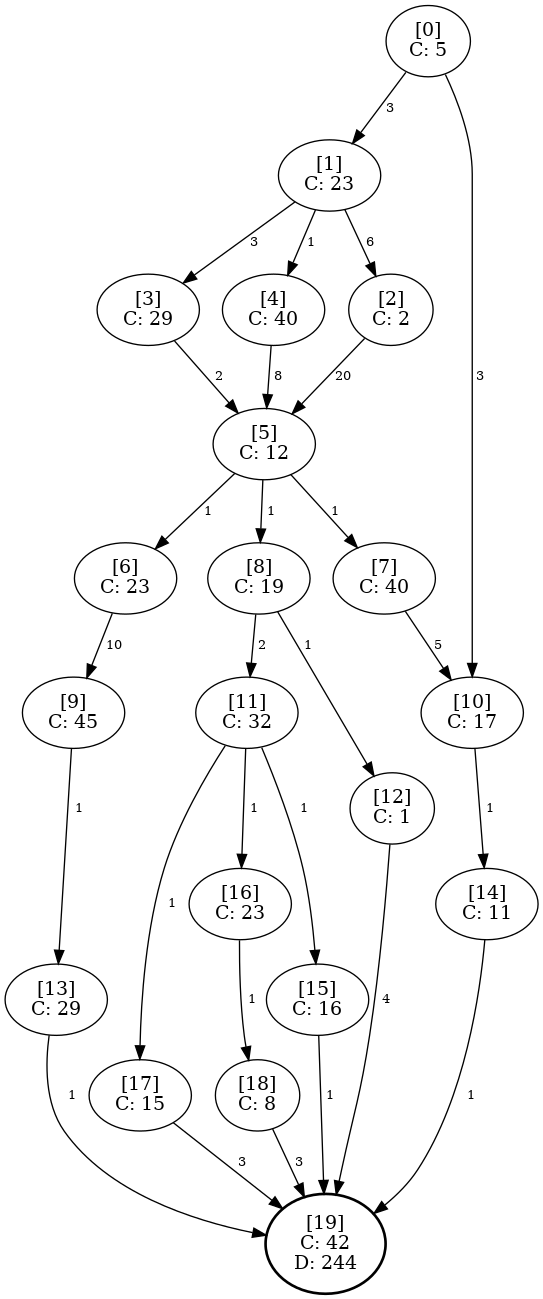 [0]
C: 5
3
[1]
C: 23
3
1
6
3
[3]
C: 29
[4]
C: 40
[2]
C: 2
2
8
20
[5]
C: 12
1
1
1
[6]
C: 23
[8]
C: 19
[7]
C: 40
10
2
1
5
[9]
C: 45
[11]
C: 32
[10]
C: 17
1
1
1
1
[12]
C: 1
1
[16]
C: 23
[14]
C: 11
[13]
C: 29
1
[15]
C: 16
4
[17]
C: 15
[18]
C: 8
1
1
1
3
3
[19]
C: 42
D: 244